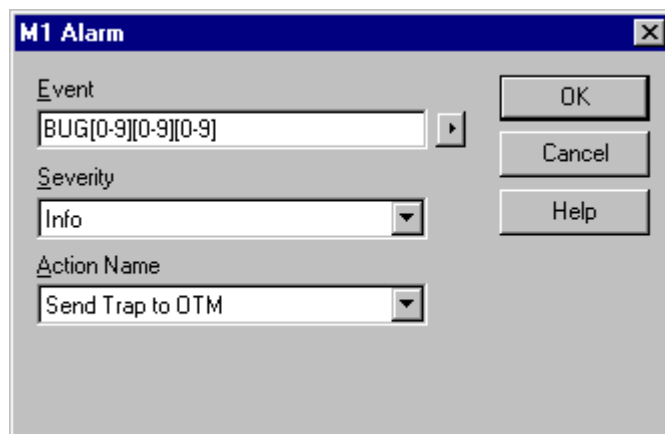 M1 Alarm
Event
BUG[0-9][0-9][0-9]
OK
Cancel
Severity
Info
Help
Action Name
Send Trap to OTM